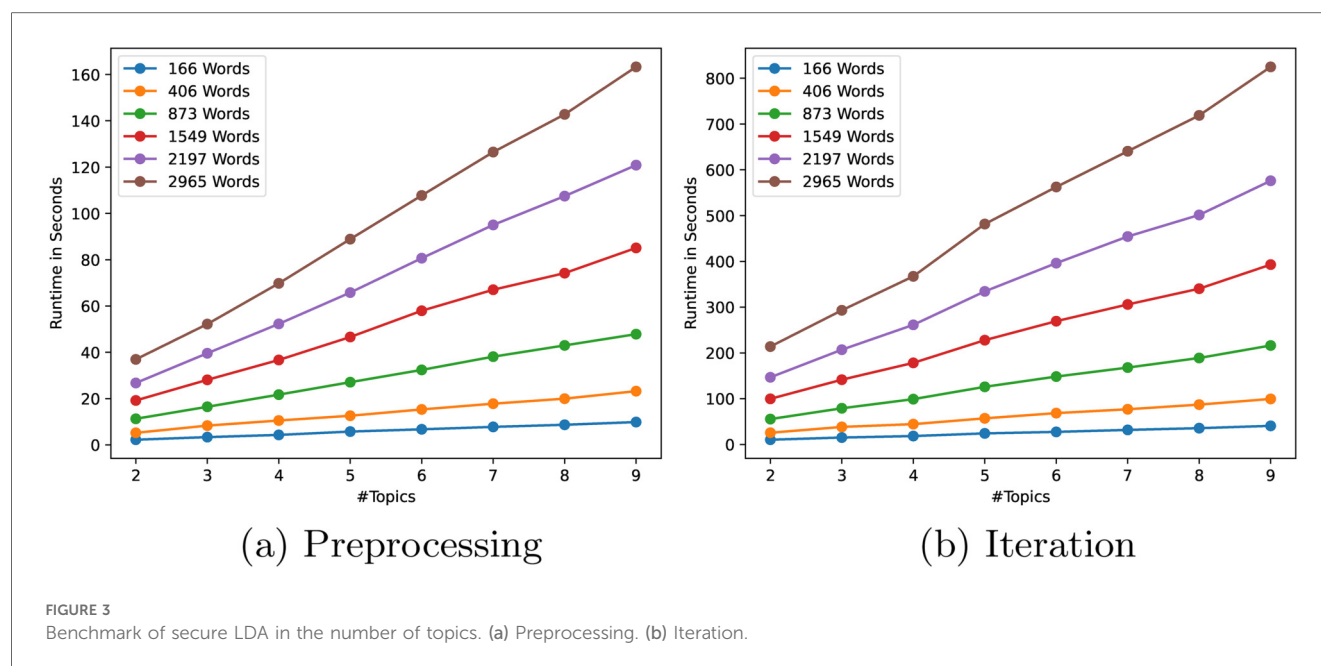 166 Words
406 Words
873 Words
1549 Words
2197 Words
2965 Words
Runtime in Seconds
160
140
120
100
80
60
40
20
0
2 3 4 5 6 7 8 9
#Topics
(a) Preprocessing
166 Words
406 Words
873 Words
1549 Words
2197 Words
2965 Words
Runtime in Seconds
800
700
600
500
400
300
200
100
0
2 3 4 5 6 7 8 9
#Topics
(b) Iteration
FIGURE 3
Benchmark of secure LDA in the number of topics. (a) Preprocessing. (b) Iteration.